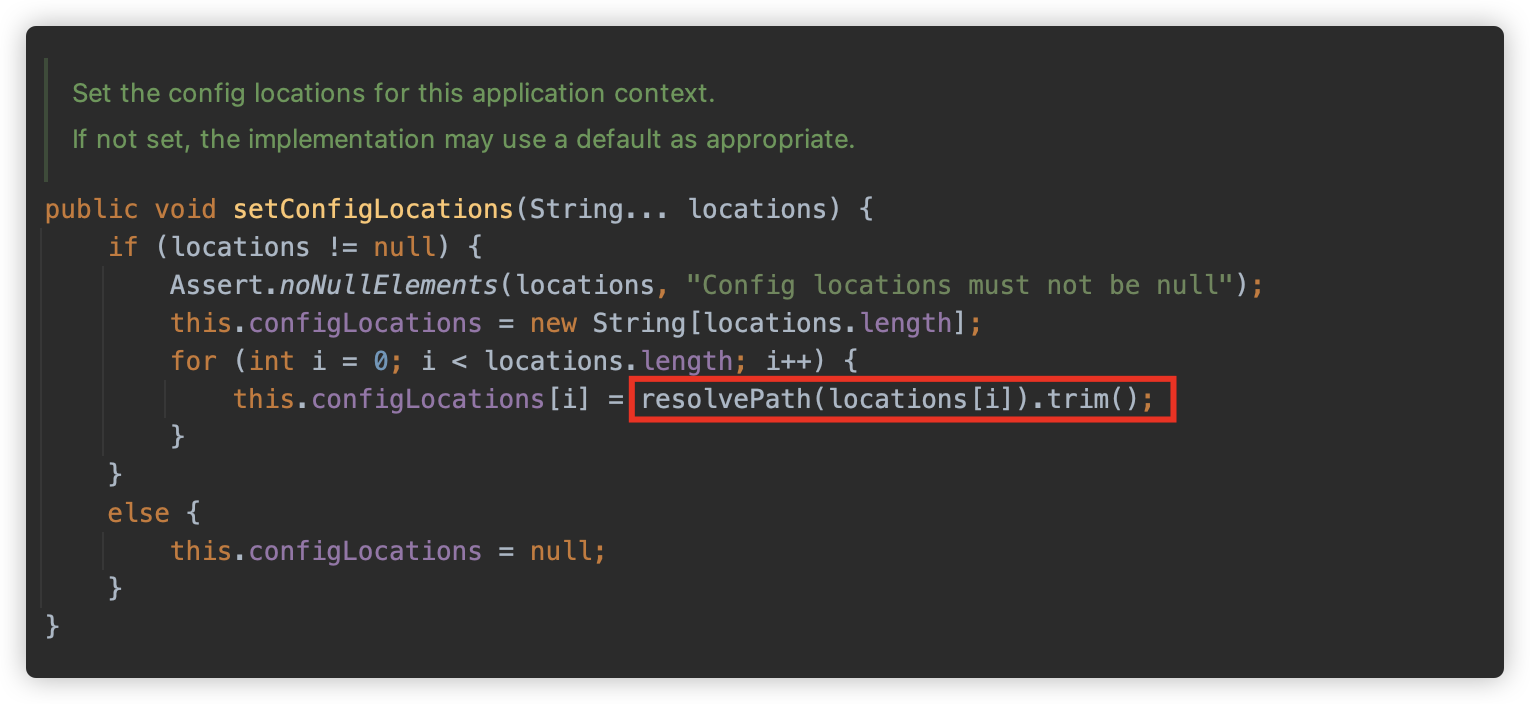 Set the config locations for this application context.
If not set, the implementation may use a default as appropriate.
public void setConfigLocations(String... locations) {
    if (locations != null) {
        Assert.noNullElements(locations, "Config locations must not be null");
        this.configLocations = new String[locations.length];
        for (int i = 0; i < locations.length; i++) {
            this.configLocations[i] = resolvePath(locations[i]).trim();
        }
    }
    else {
        this.configLocations = null;
    }
}